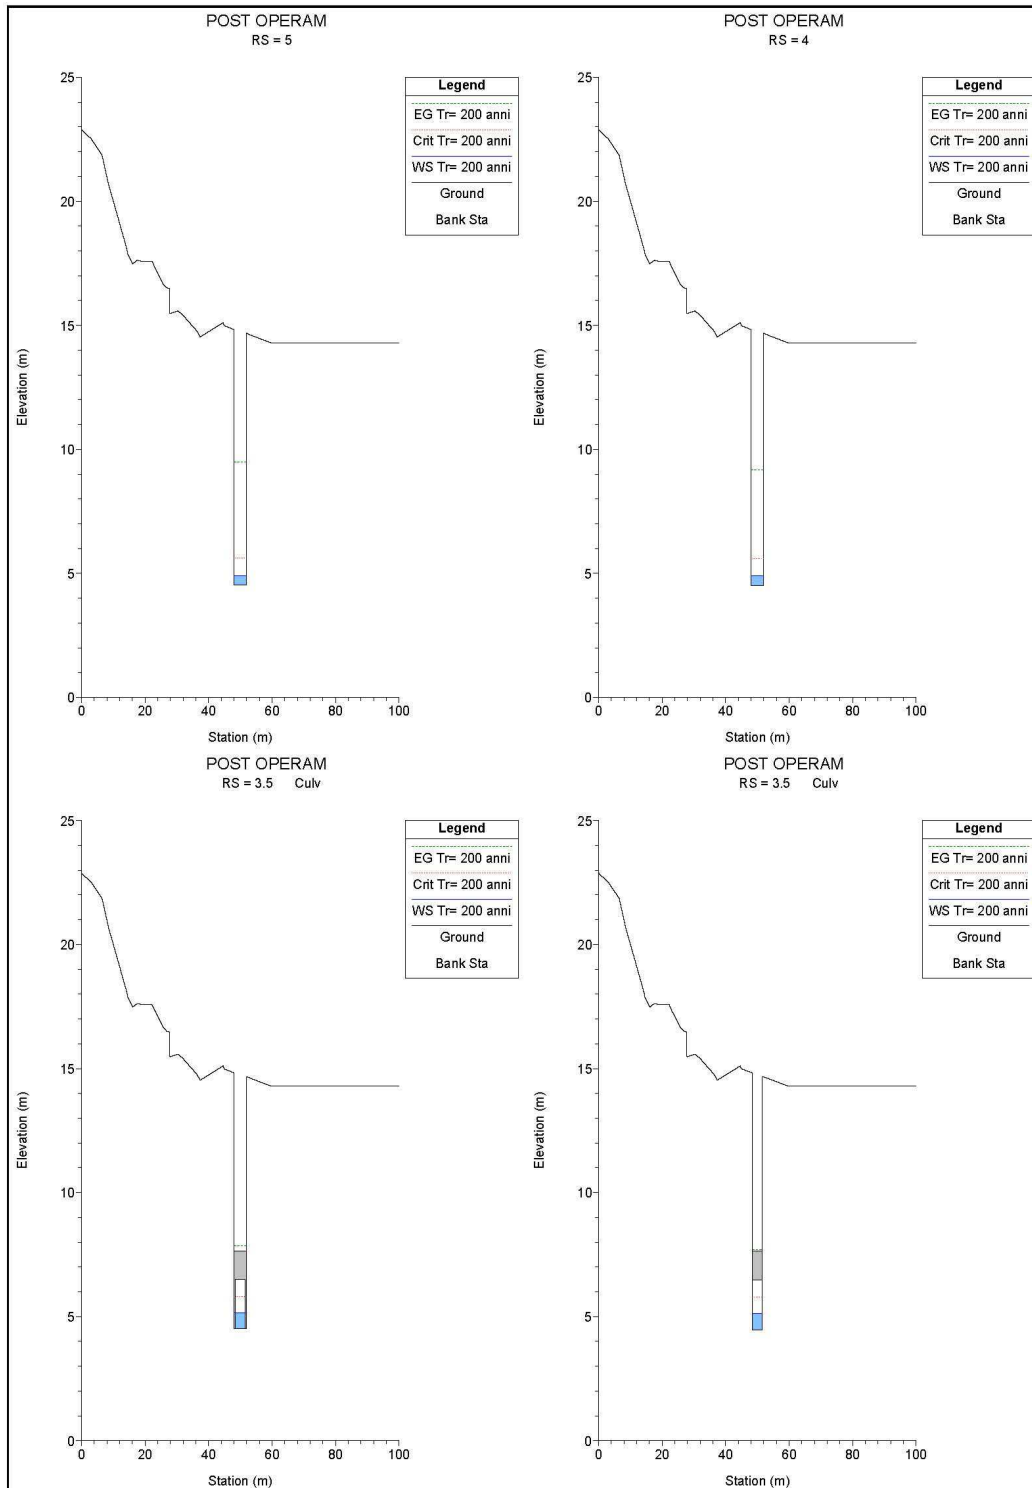 POST OPERAM
RS = 5
25
20
15
10
5
0
Elevation (m)
0 20 40 60 80 100
Station (m)
Legend
EG Tr= 200 anni
Crit Tr= 200 anni
WS Tr= 200 anni
Ground
Bank Sta
POST OPERAM
RS = 4
25
20
15
10
5
0
Elevation (m)
0 20 40 60 80 100
Station (m)
Legend
EG Tr= 200 anni
Crit Tr= 200 anni
WS Tr= 200 anni
Ground
Bank Sta
POST OPERAM
RS = 3.5 Culv
25
20
15
10
5
0
Elevation (m)
0 20 40 60 80 100
Station (m)
Legend
EG Tr= 200 anni
Crit Tr= 200 anni
WS Tr= 200 anni
Ground
Bank Sta
POST OPERAM
RS = 3.5 Culv
25
20
15
10
5
0
Elevation (m)
0 20 40 60 80 100
Station (m)
Legend
EG Tr= 200 anni
Crit Tr= 200 anni
WS Tr= 200 anni
Ground
Bank Sta